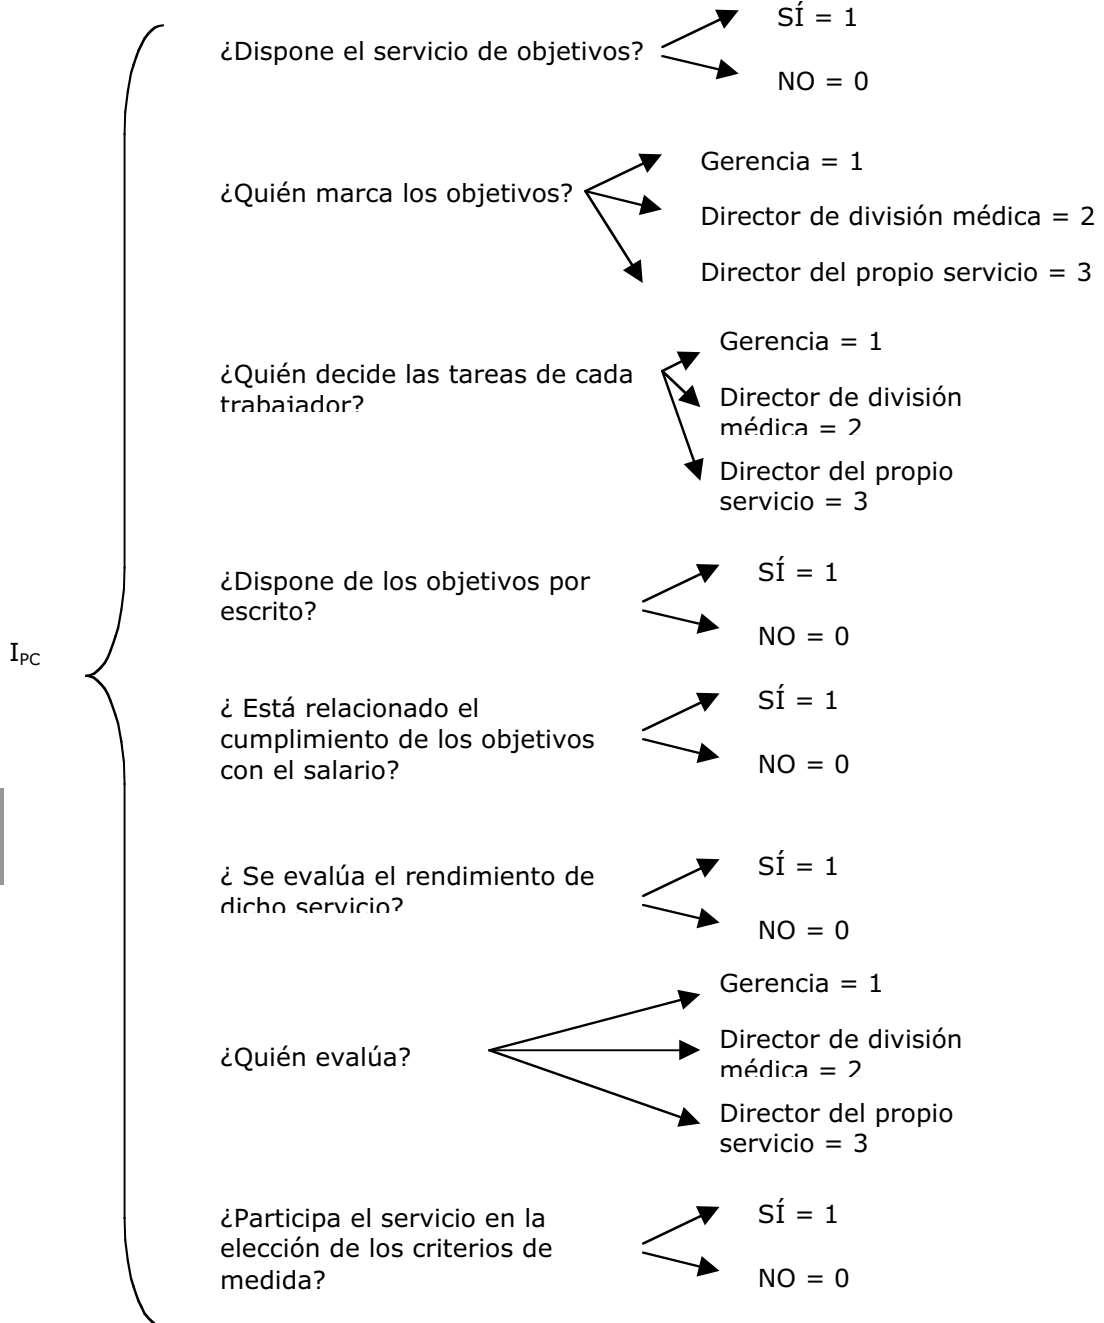 ¿Dispone el servicio de objetivos?
SÍ = 1
NO = 0
¿Quién marca los objetivos?
Gerencia = 1
Director de división médica = 2
Director del propio servicio = 3
¿Quién decide las tareas de cada
trabajador?
Gerencia = 1
Director de división
médica = 2
Director del propio
servicio = 3
¿Dispone de los objetivos por
escrito?
SÍ = 1
NO = 0
IPC
¿ Está relacionado el
cumplimiento de los objetivos
con el salario?
SÍ = 1
NO = 0
¿ Se evalúa el rendimiento de
dicho servicio?
SÍ = 1
NO = 0
¿Quién evalúa?
Gerencia = 1
Director de división
médica = 2
Director del propio
servicio = 3
¿Participa el servicio en la
elección de los criterios de
medida?
SÍ = 1
NO = 0